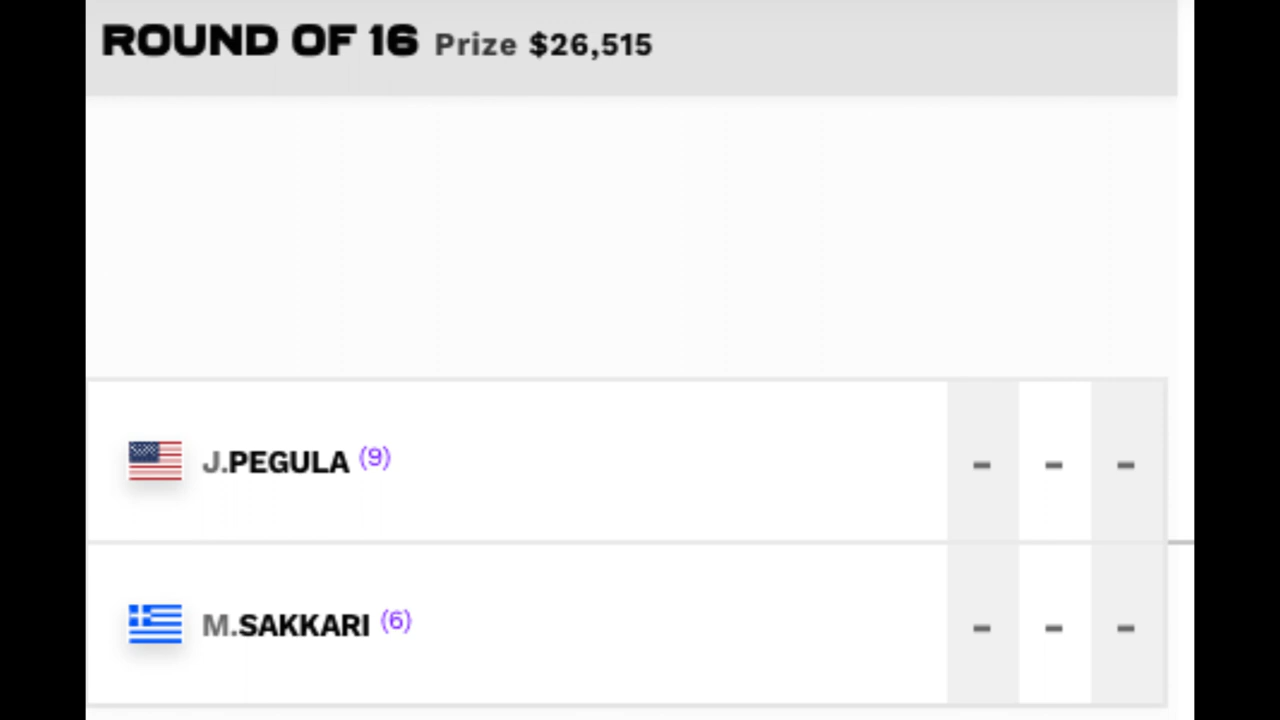 ROUND OF 16 Prize $26,515
J.PEGULA (9) - - -
M.SAKKARI (6) - - -